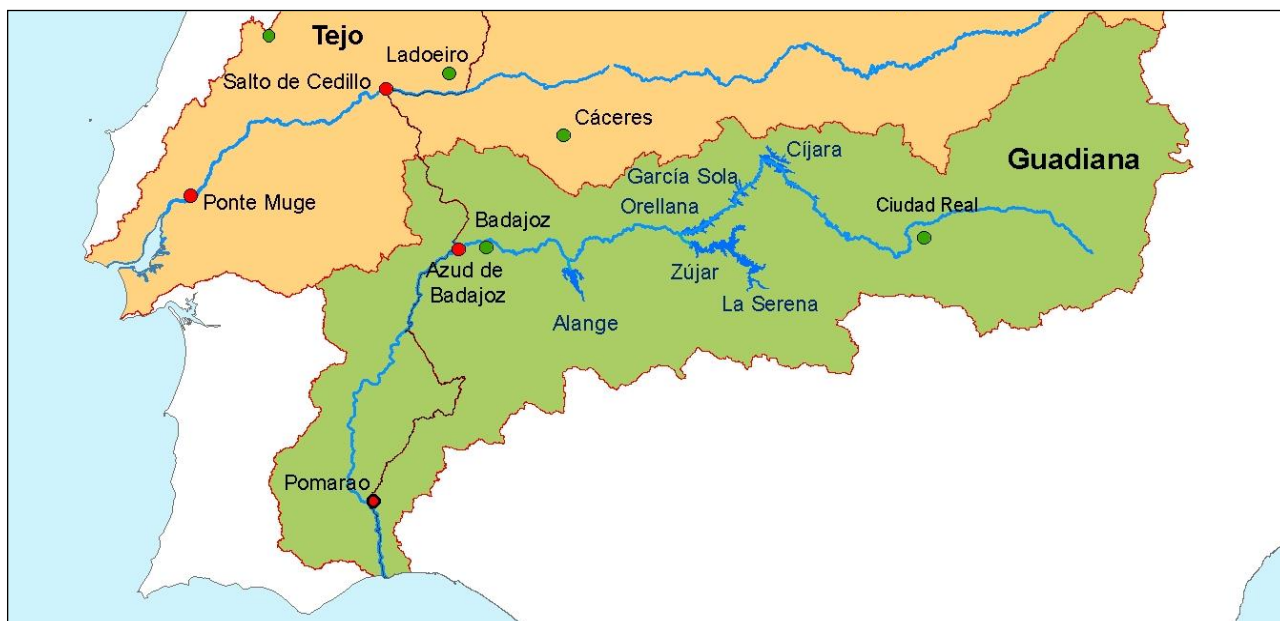 Tejo
Ladoeiro
Salto de Cedillo
Cáceres
Cíjara
Guadiana
García Sola
Ponte Muge
Orellana
Ciudad Real
Badajoz
Azud de
Badajoz
Zújar
La Serena
Alange
Pomarao